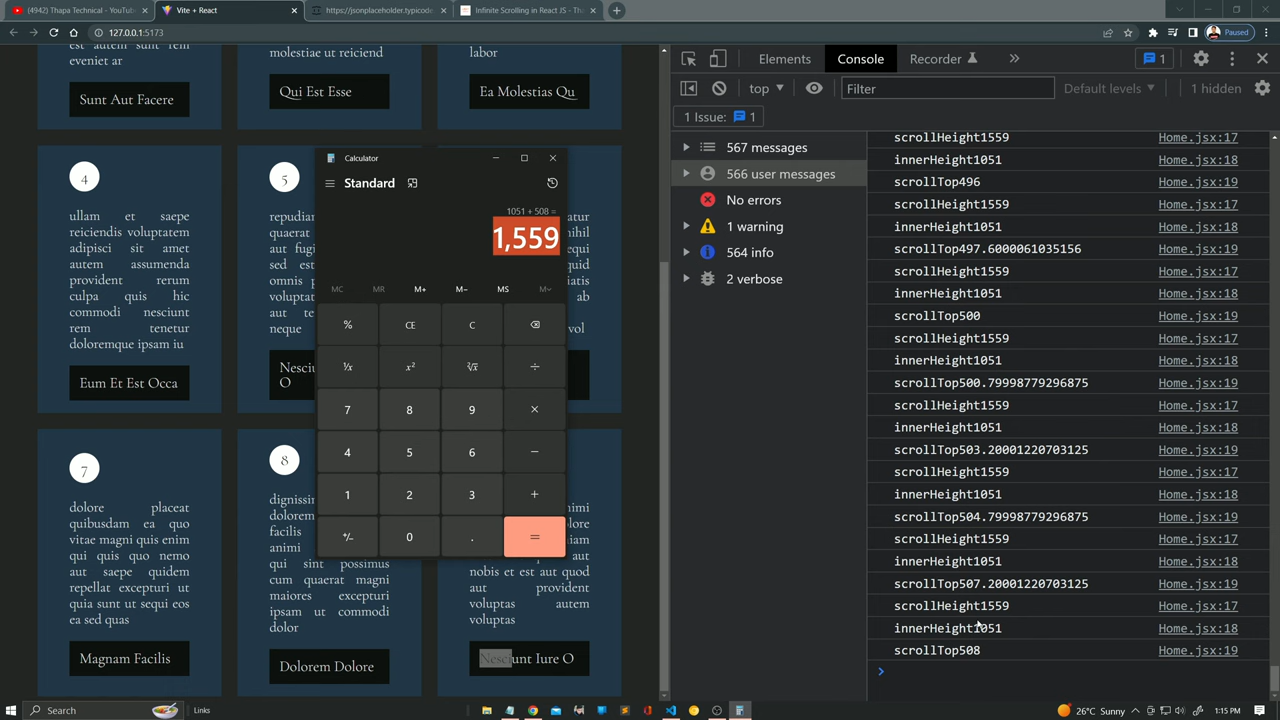 (4942) Thapa Technical - YouTu
Vite + React
https://jsonplaceholder.typicode
Infinite Scrolling in React JS - Tha
127.0.0.1:5173
Paused
est autem sunt rem
eveniet ar
Sunt Aut Facere
molestiae ut reiciend
Qui Est Esse
labor
Ea Molestias Qu
4
ullam et saepe
reiciendis voluptatem
adipisci sit amet
autem assumenda
provident rerum
culpa quis hic
commodi nesciunt
rem tenetur
doloremque ipsam iu
Eum Et Est Occa
5
O
7
dolore placeat
quibusdam ea quo
vitae magni quis enim
qui quis quo nemo
aut saepe quidem
repellat excepturi ut
quia sunt ut sequi eos
ea sed quas
Magnam Facilis
8
facilis
animi
qui sint possimus
cum quaerat magni
maiores excepturi
ipsam ut commodi
dolor
Dolorem Dolore
nobis et est aut quos
aut provident
voluptas autem
voluptas
Nesciunt Iure O
Calculator
Standard
1051 + 508 =
1,559
MC MR M+ M− MS M˅
% CE C
¹/x x² ²√x ÷
7 8 9 ×
4 5 6 −
1 2 3 +
+/− 0 . =
Elements
Console
Recorder
1
top
Filter
Default levels
1 hidden
1 Issue: 1
567 messages
566 user messages
No errors
1 warning
564 info
2 verbose
scrollHeight1559 Home.jsx:17
innerHeight1051 Home.jsx:18
scrollTop496 Home.jsx:19
scrollHeight1559 Home.jsx:17
innerHeight1051 Home.jsx:18
scrollTop497.6000061035156 Home.jsx:19
scrollHeight1559 Home.jsx:17
innerHeight1051 Home.jsx:18
scrollTop500 Home.jsx:19
scrollHeight1559 Home.jsx:17
innerHeight1051 Home.jsx:18
scrollTop500.79998779296875 Home.jsx:19
scrollHeight1559 Home.jsx:17
innerHeight1051 Home.jsx:18
scrollTop503.20001220703125 Home.jsx:19
scrollHeight1559 Home.jsx:17
innerHeight1051 Home.jsx:18
scrollTop504.79998779296875 Home.jsx:19
scrollHeight1559 Home.jsx:17
innerHeight1051 Home.jsx:18
scrollTop507.20001220703125 Home.jsx:19
scrollHeight1559 Home.jsx:17
innerHeight1051 Home.jsx:18
scrollTop508 Home.jsx:19
Search
Links
26°C Sunny
1:15 PM